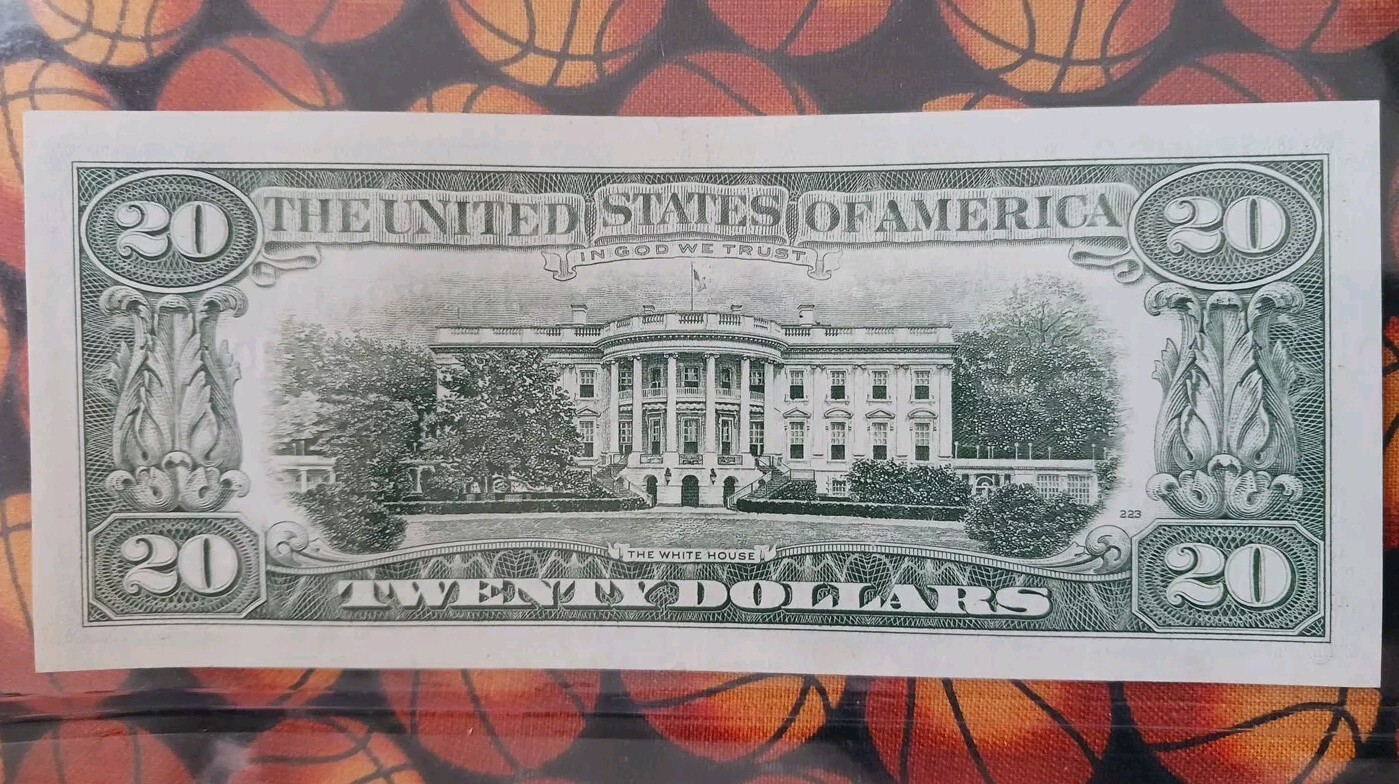 20 THE UNITED STATES OF AMERICA 20
IN GOD WE TRUST
223
THE WHITE HOUSE
20 TWENTY DOLLARS 20